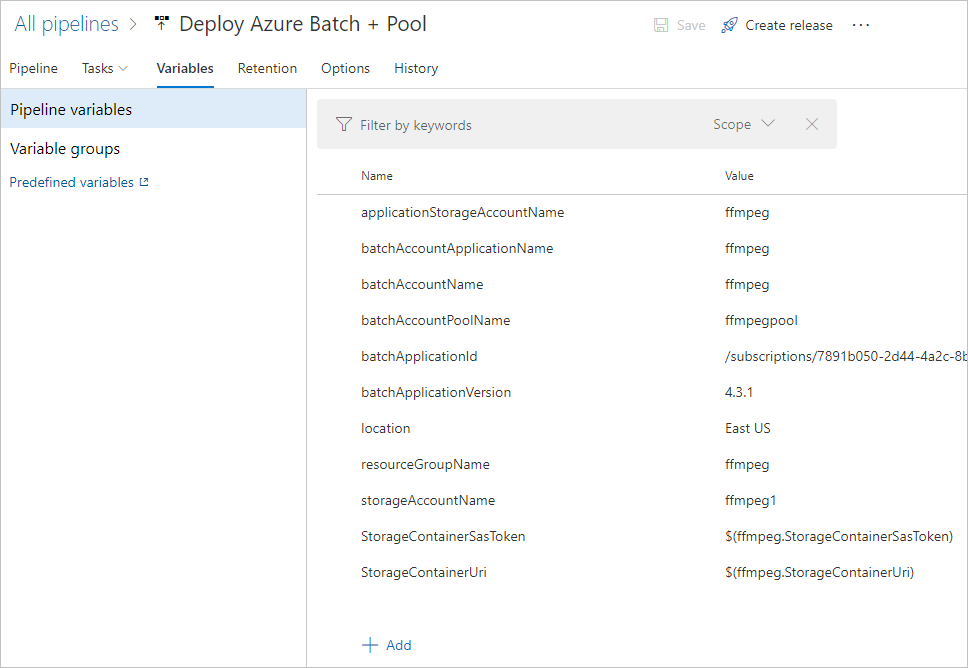 All pipelines > Deploy Azure Batch + Pool
Save Create release ...
Pipeline Tasks Variables Retention Options History
Pipeline variables
Variable groups
Predefined variables
Filter by keywords Scope
Name Value
applicationStorageAccountName ffmpeg
batchAccountApplicationName ffmpeg
batchAccountName ffmpeg
batchAccountPoolName ffmpegpool
batchApplicationId /subscriptions/7891b050-2d44-4a2c-8b
batchApplicationVersion 4.3.1
location East US
resourceGroupName ffmpeg
storageAccountName ffmpeg1
StorageContainerSasToken $(ffmpeg.StorageContainerSasToken)
StorageContainerUri $(ffmpeg.StorageContainerUri)
+ Add